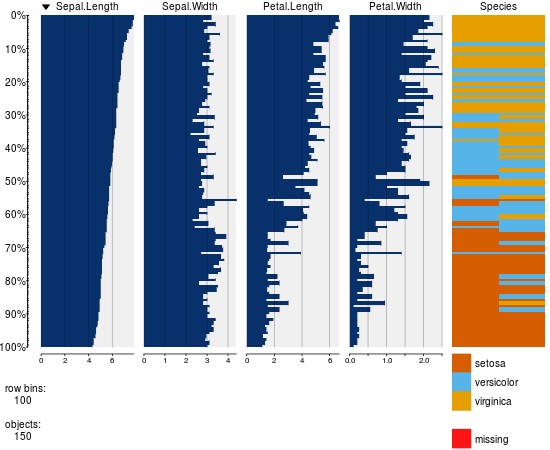 Sepal.Length Sepal.Width Petal.Length Petal.Width Species
0%
10%
20%
30%
40%
50%
60%
70%
80%
90%
100%
0 2 4 6 0 1 2 3 4 0 2 4 6 0.0 1.0 2.0
row bins:
100
objects:
150
setosa
versicolor
virginica
missing